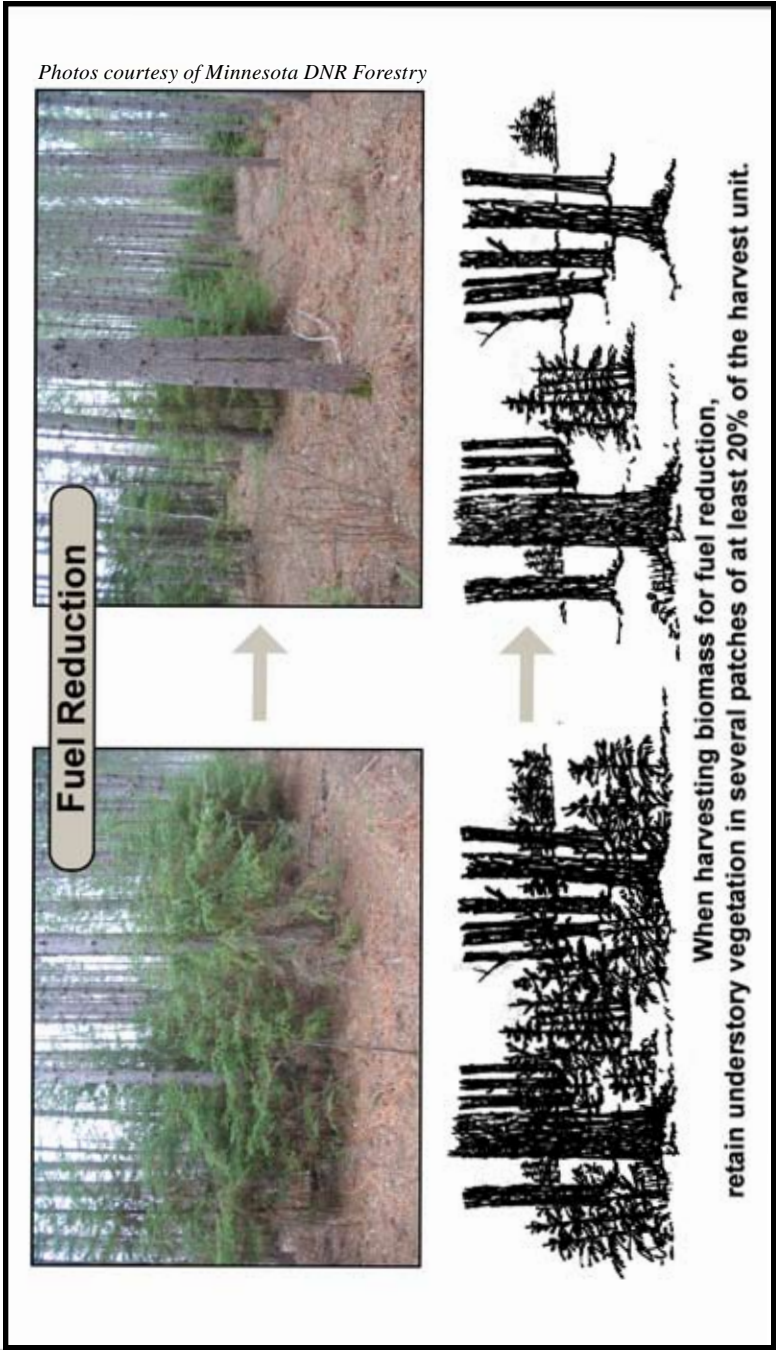 Photos courtesy of Minnesota DNR Forestry
Fuel Reduction
When harvesting biomass for fuel reduction,
retain understory vegetation in several patches of at least 20% of the harvest unit.